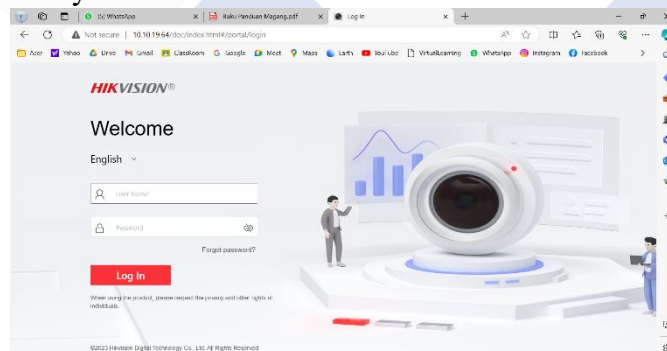 (5) WhatsApp
Buku Panduan Magang.pdf
Log In
Not secure
10.10.19.64/doc/index.html#/portal/login
Acer
Yahoo
Drive
Gmail
ClassRoom
Google
Meet
Maps
Earth
YouTube
VirtualLearning
WhatsApp
Instagram
Facebook
HIKVISION®
Welcome
English
User Name
Password
Forgot password?
Log In
When using the product, please respect the privacy and other rights of
individuals.
©2023 Hikvision Digital Technology Co., Ltd. All Rights Reserved.